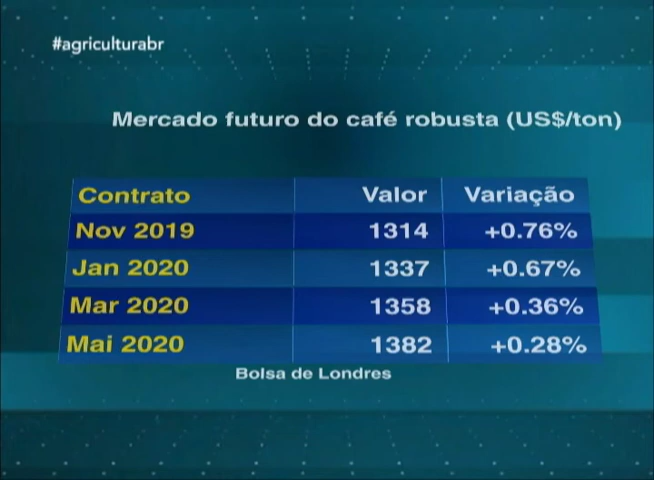 #agriculturabr
Mercado futuro do café robusta (US$/ton)
Contrato Valor Variação
Nov 2019 1314 +0.76%
Jan 2020 1337 +0.67%
Mar 2020 1358 +0.36%
Mai 2020 1382 +0.28%
Bolsa de Londres